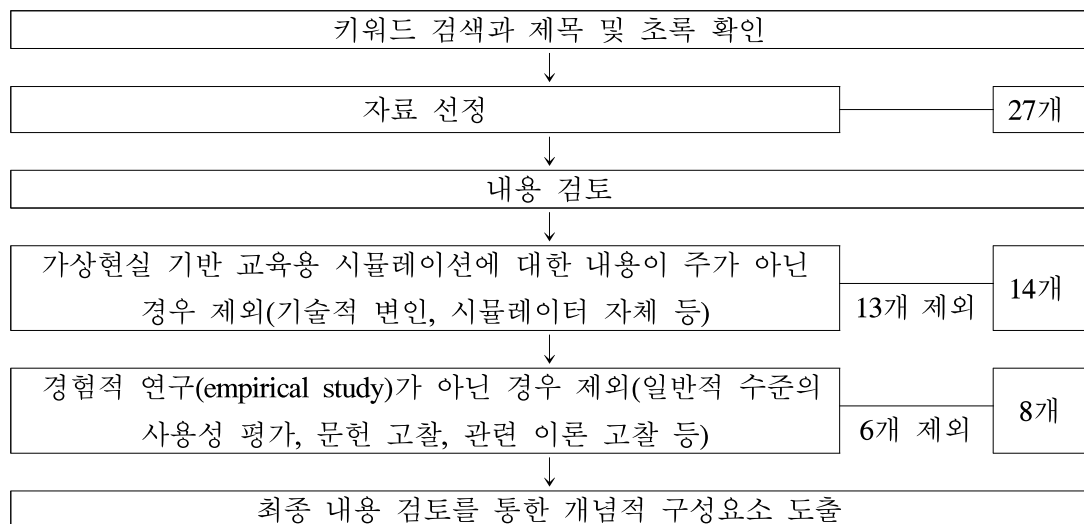 키워드 검색과 제목 및 초록 확인
자료 선정
27개
내용 검토
가상현실 기반 교육용 시뮬레이션에 대한 내용이 주가 아닌
경우 제외(기술적 변인, 시뮬레이터 자체 등)
13개 제외
14개
경험적 연구(empirical study)가 아닌 경우 제외(일반적 수준의
사용성 평가, 문헌 고찰, 관련 이론 고찰 등)
6개 제외
8개
최종 내용 검토를 통한 개념적 구성요소 도출